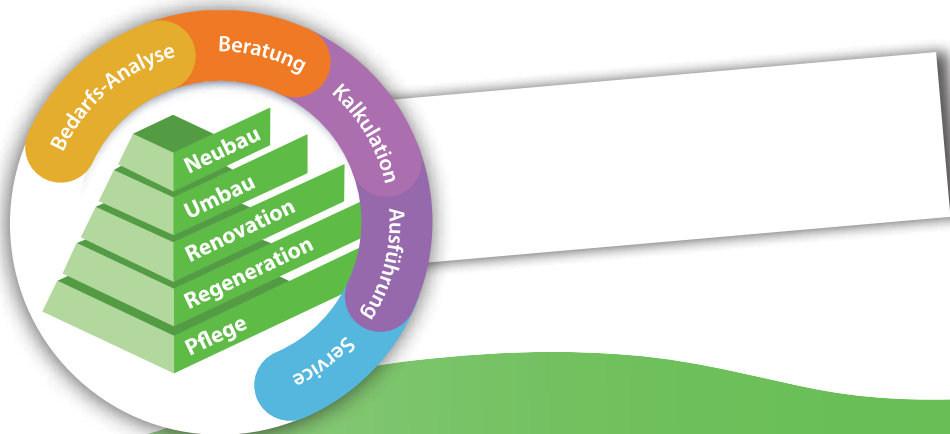 Bedarfs-Analyse
Beratung
Kalkulation
Ausführung
Service
Neubau
Umbau
Renovation
Regeneration
Pflege